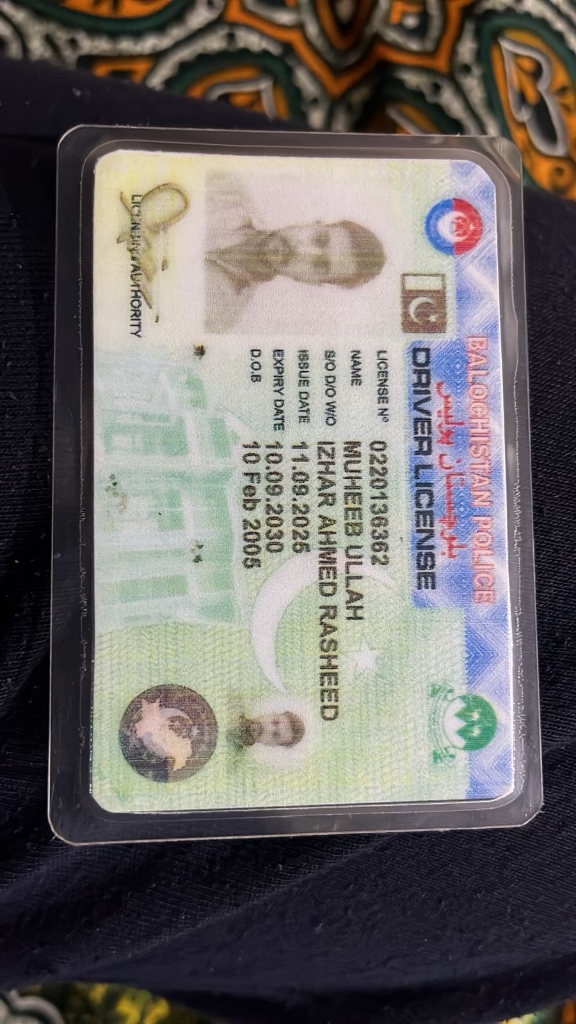 BALOCHISTAN POLICE
بلوچستان پولیس
DRIVER LICENSE
LICENSE Nº 0220136362
NAME MUHEEB ULLAH
S/O D/O W/O IZHAR AHMED RASHEED
ISSUE DATE 11.09.2025
EXPIRY DATE 10.09.2030
D.O.B 10 Feb 2005
LICENSING AUTHORITY